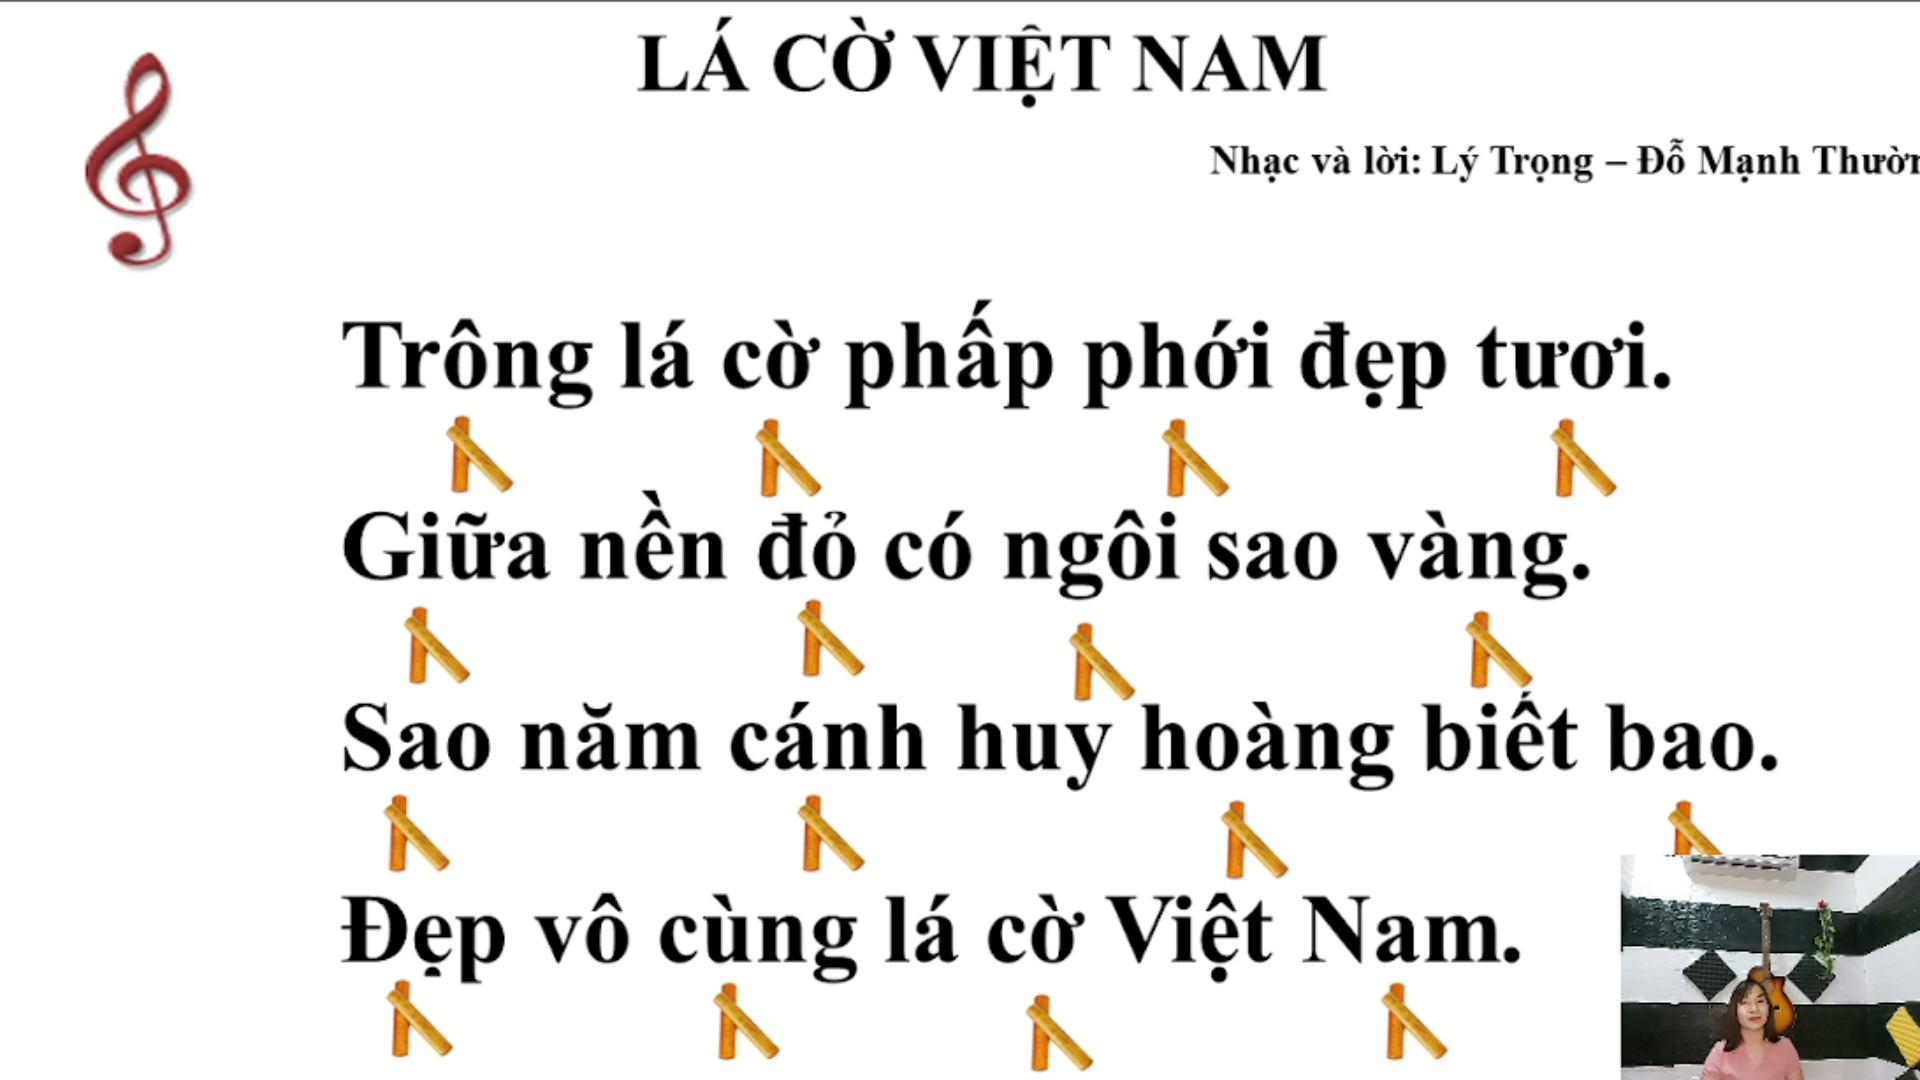 LÁ CỜ VIỆT NAM
Nhạc và lời: Lý Trọng – Đỗ Mạnh
Trông lá cờ phấp phới đẹp tươi.
Giữa nền đỏ có ngôi sao vàng.
Sao năm cánh huy hoàng biết bao.
Đẹp vô cùng lá cờ Việt Nam.